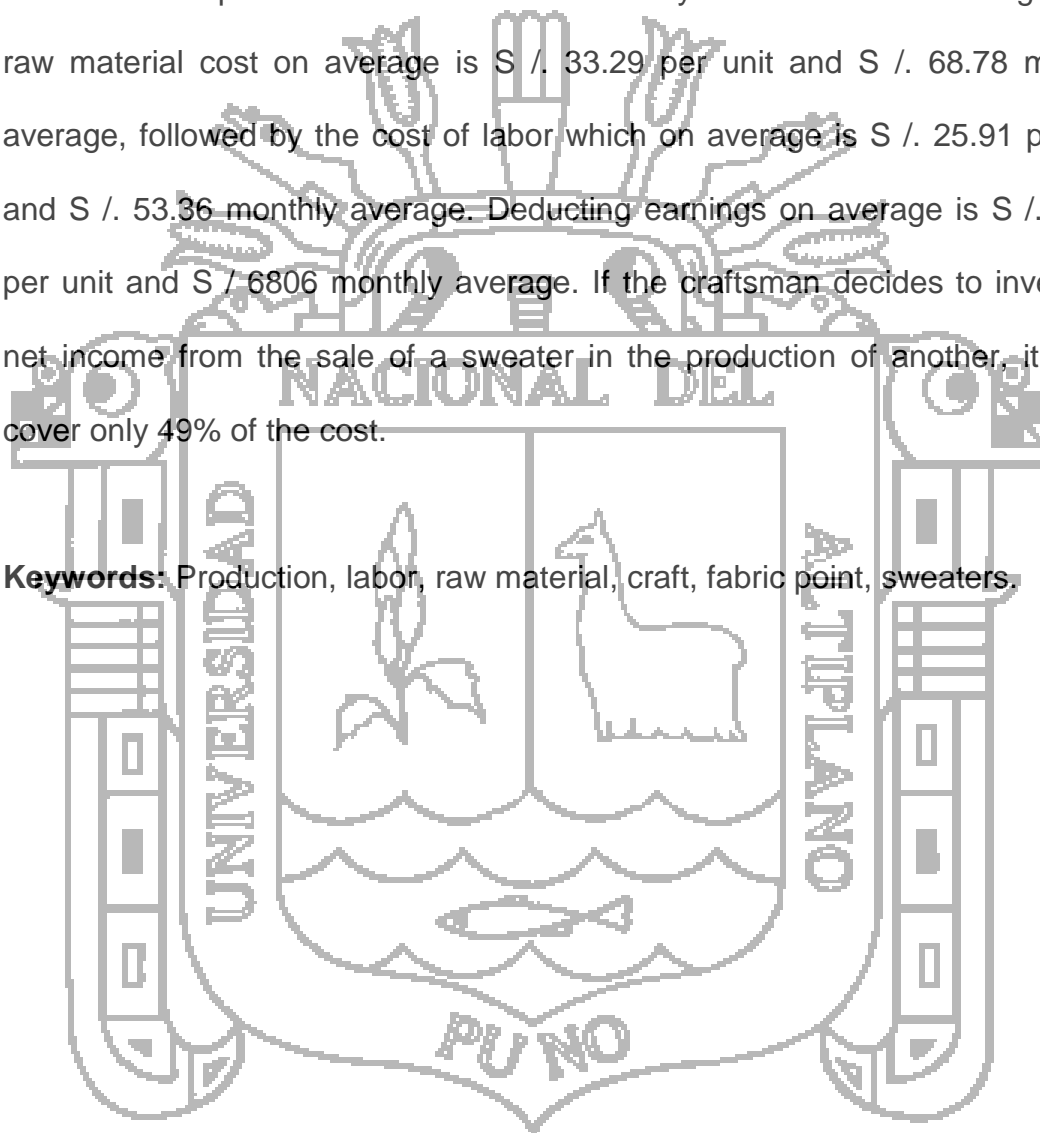 raw material cost on average is S /. 33.29 per unit and S /. 68.78
average, followed by the cost of labor which on average is S /. 25.91
and S /. 53.36 monthly average. Deducting earnings on average is S /.
per unit and S / 6806 monthly average. If the craftsman decides to
net income from the sale of a sweater in the production of another, it
cover only 49% of the cost.
Keywords: Production, labor, raw material, craft, fabric point, sweaters.
NACIONAL DEL
UNIVERSIDAD
ALTIPLANO
PUNO